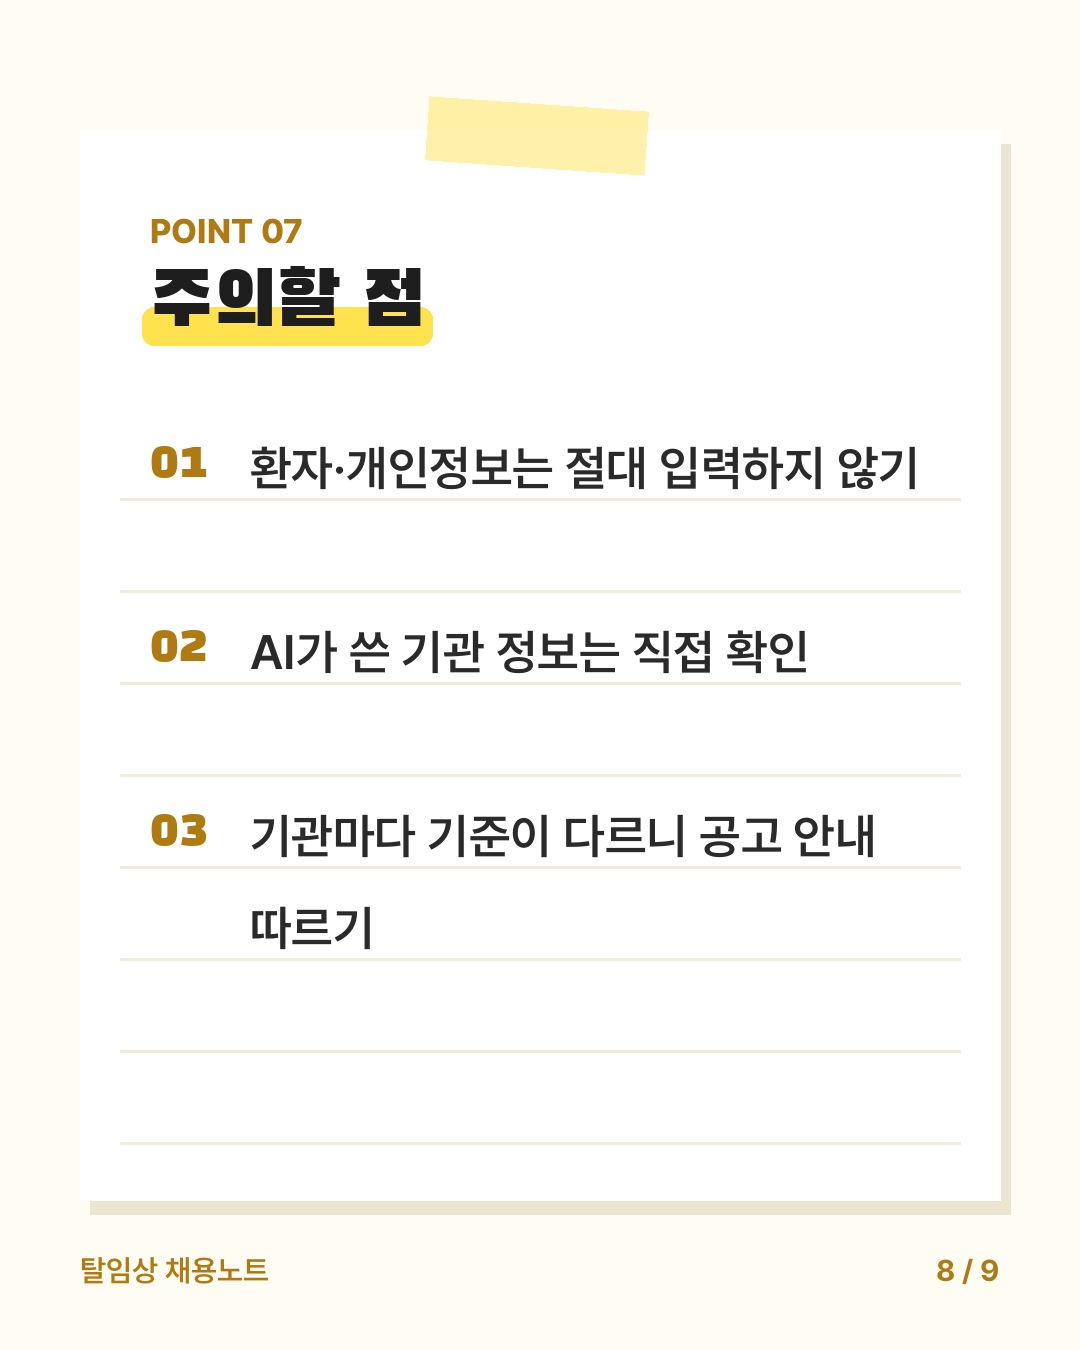 POINT 07
주의할 점
01 환자·개인정보는 절대 입력하지 않기
02 AI가 쓴 기관 정보는 직접 확인
03 기관마다 기준이 다르니 공고 안내
따르기
탈임상 채용노트
8 / 9